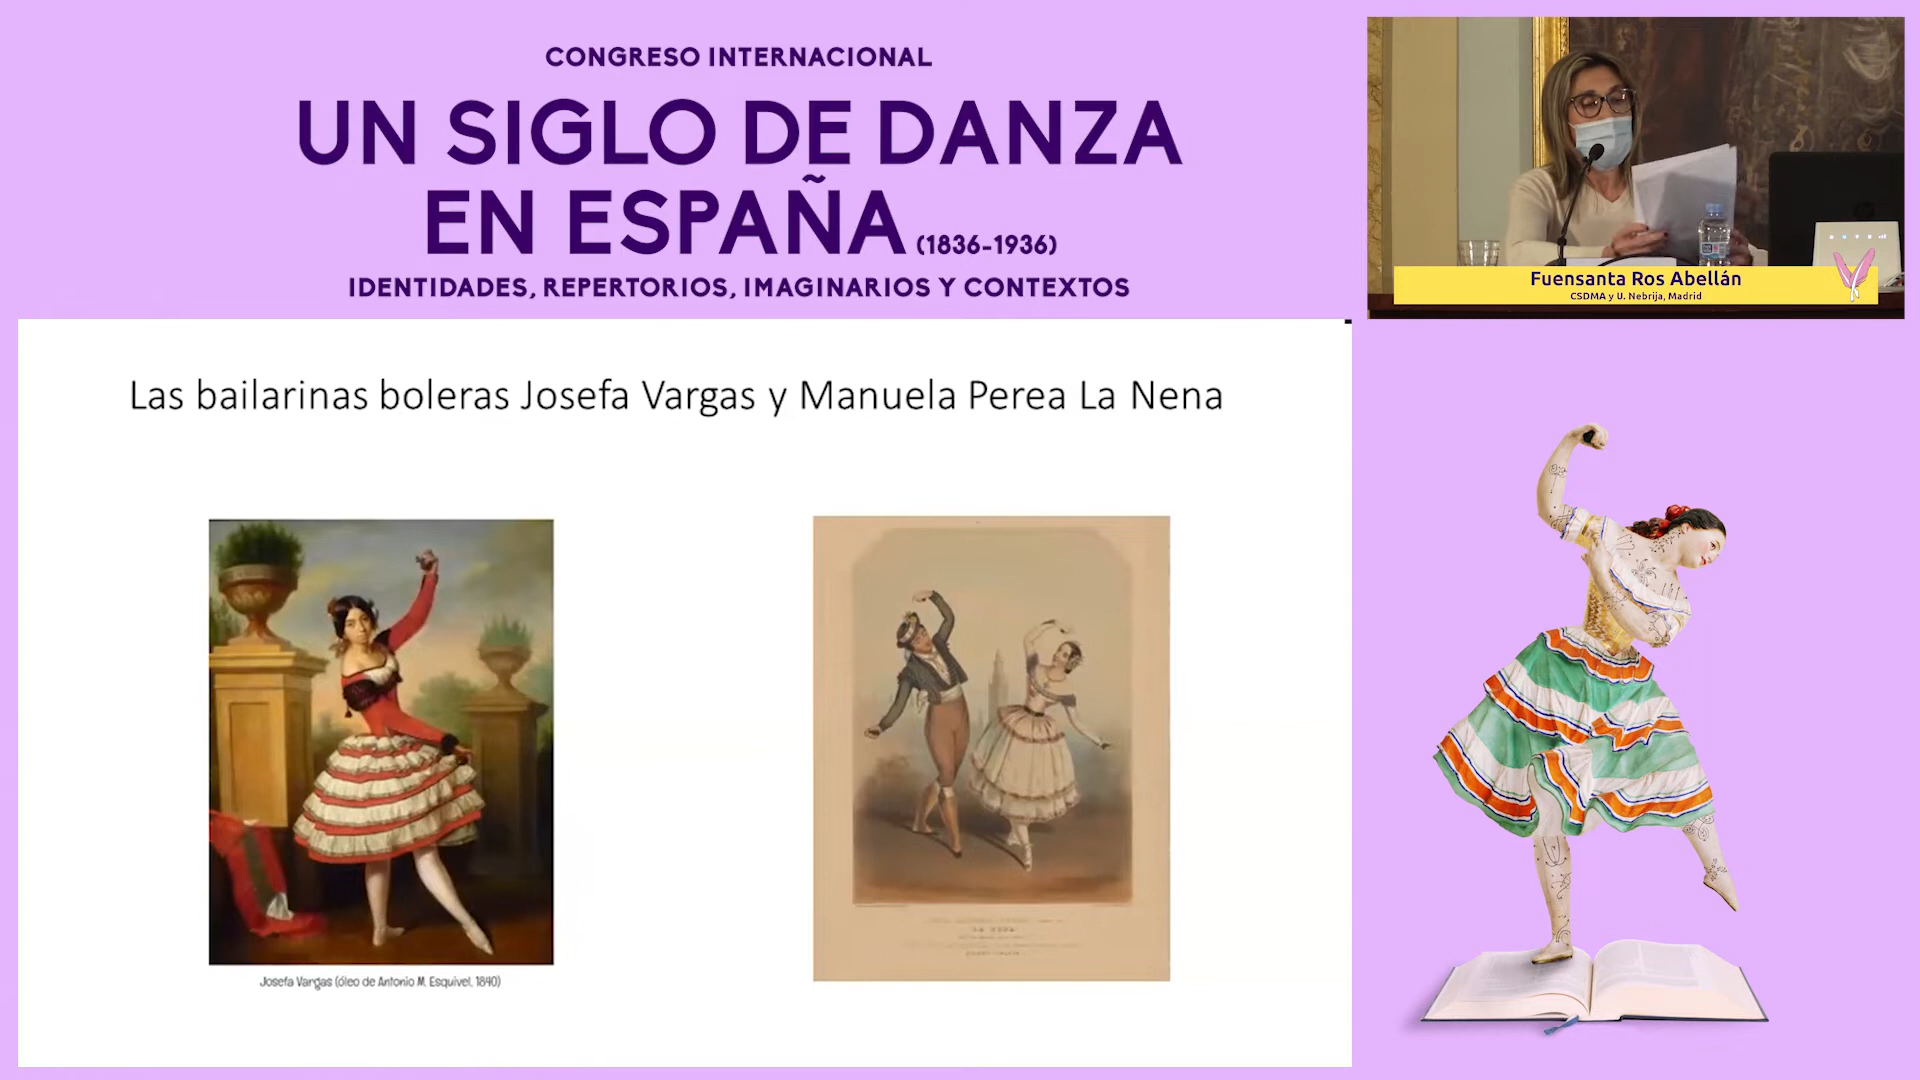 CONGRESO INTERNACIONAL
UN SIGLO DE DANZA
EN ESPAÑA (1836-1936)
IDENTIDADES, REPERTORIOS, IMAGINARIOS Y CONTEXTOS
Fuensanta Ros Abellán
CSDMA y U. Nebrija, Madrid
Las bailarinas boleras Josefa Vargas y Manuela Perea La Nena
Josefa Vargas (óleo de Antonio M. Esquivel, 1840)